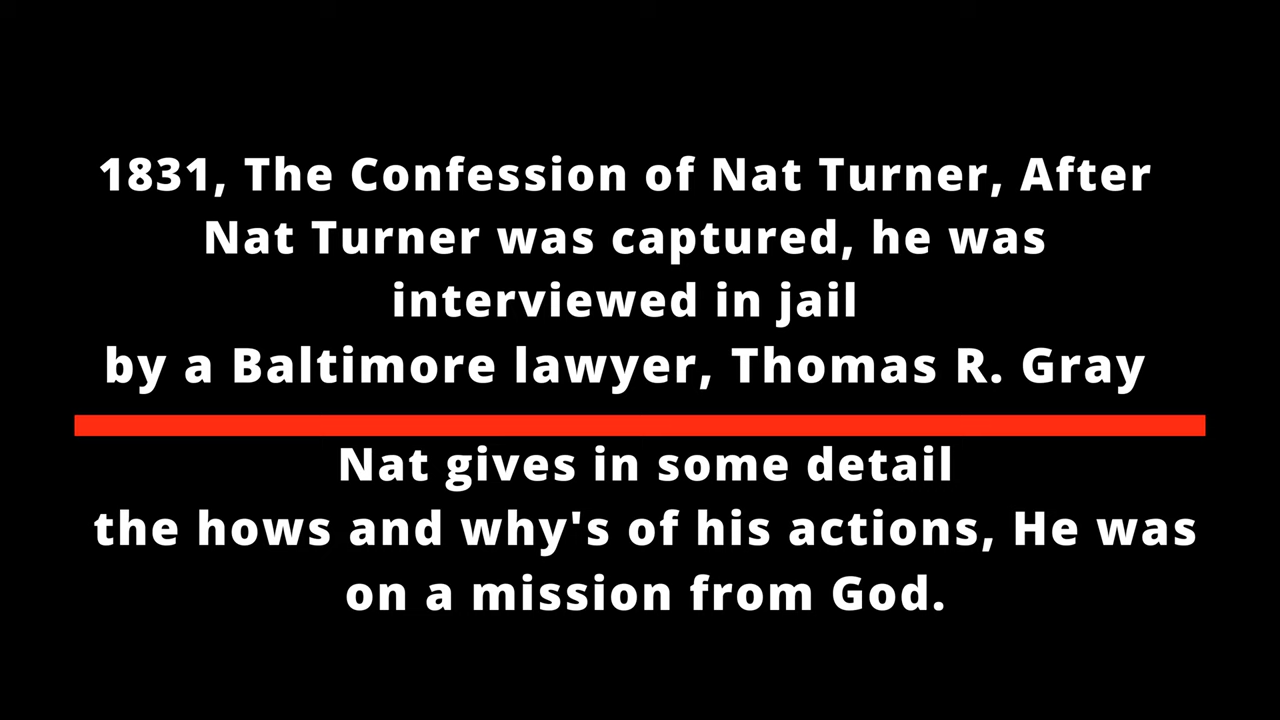 1831, The Confession of Nat Turner, After
Nat Turner was captured, he was
interviewed in jail
by a Baltimore lawyer, Thomas R. Gray
Nat gives in some detail
the hows and why's of his actions, He was
on a mission from God.